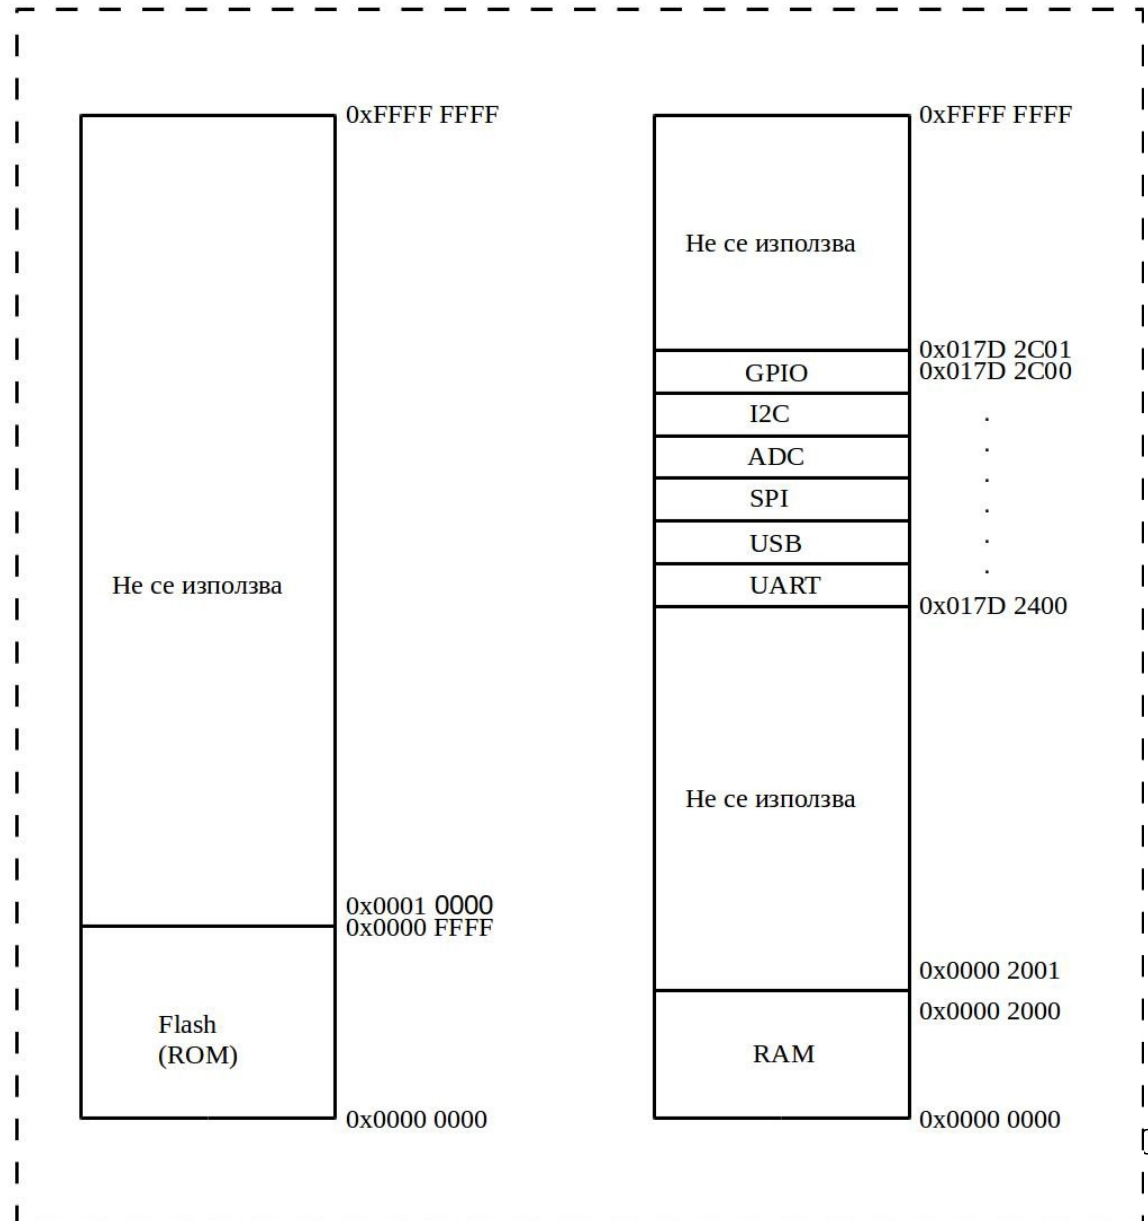 0xFFFF FFFF
Не се използва
0x0001 0000
0x0000 FFFF
Flash
(ROM)
0x0000 0000
0xFFFF FFFF
Не се използва
0x017D 2C01
0x017D 2C00
GPIO
I2C
ADC
SPI
USB
UART
0x017D 2400
Не се използва
0x0000 2001
0x0000 2000
RAM
0x0000 0000